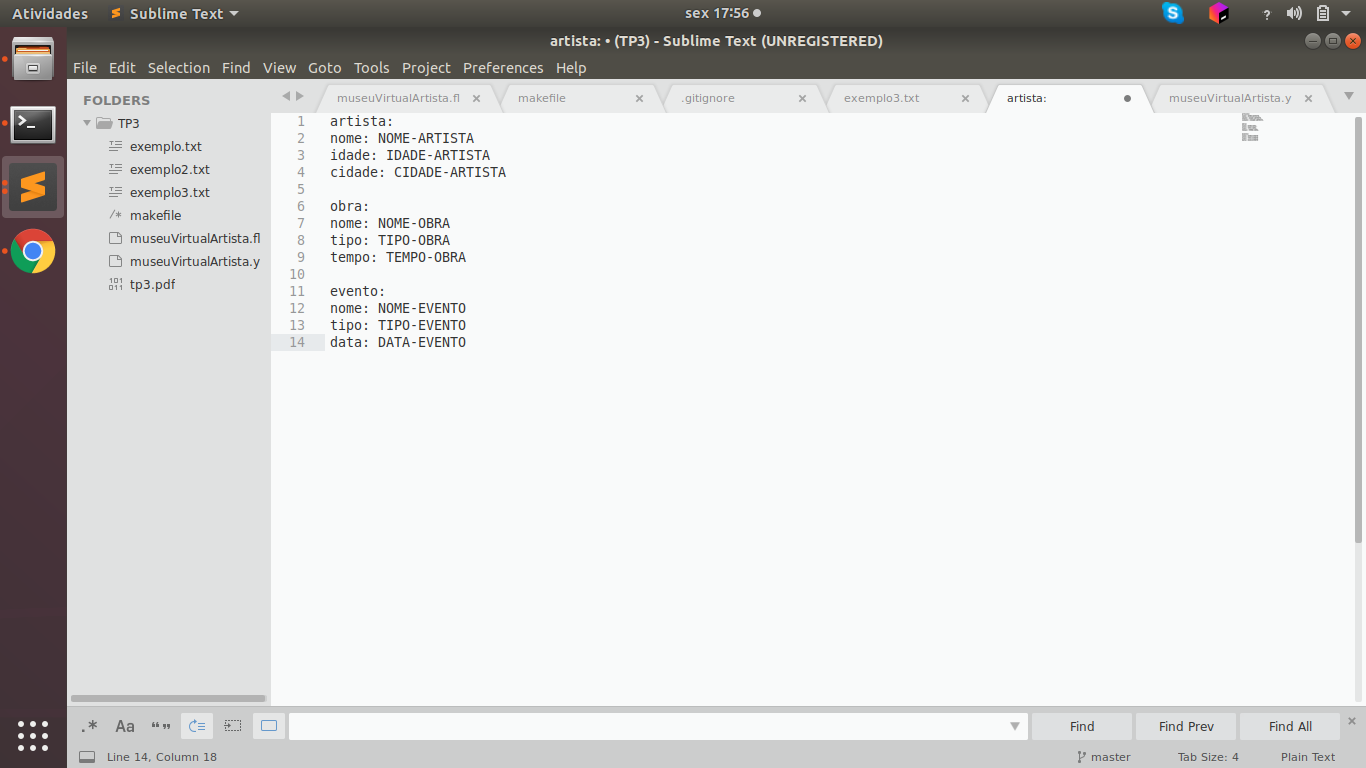 Atividades Sublime Text sex 17:56 ?
artista: • (TP3) - Sublime Text (UNREGISTERED)
File Edit Selection Find View Goto Tools Project Preferences Help
FOLDERS
TP3
exemplo.txt
exemplo2.txt
exemplo3.txt
/* makefile
museuVirtualArtista.fl
museuVirtualArtista.y
tp3.pdf
museuVirtualArtista.fl makefile .gitignore exemplo3.txt artista: museuVirtualArtista.y
1 artista:
2 nome: NOME-ARTISTA
3 idade: IDADE-ARTISTA
4 cidade: CIDADE-ARTISTA
5
6 obra:
7 nome: NOME-OBRA
8 tipo: TIPO-OBRA
9 tempo: TEMPO-OBRA
10
11 evento:
12 nome: NOME-EVENTO
13 tipo: TIPO-EVENTO
14 data: DATA-EVENTO
.* Aa “” Find Find Prev Find All
Line 14, Column 18 master Tab Size: 4 Plain Text